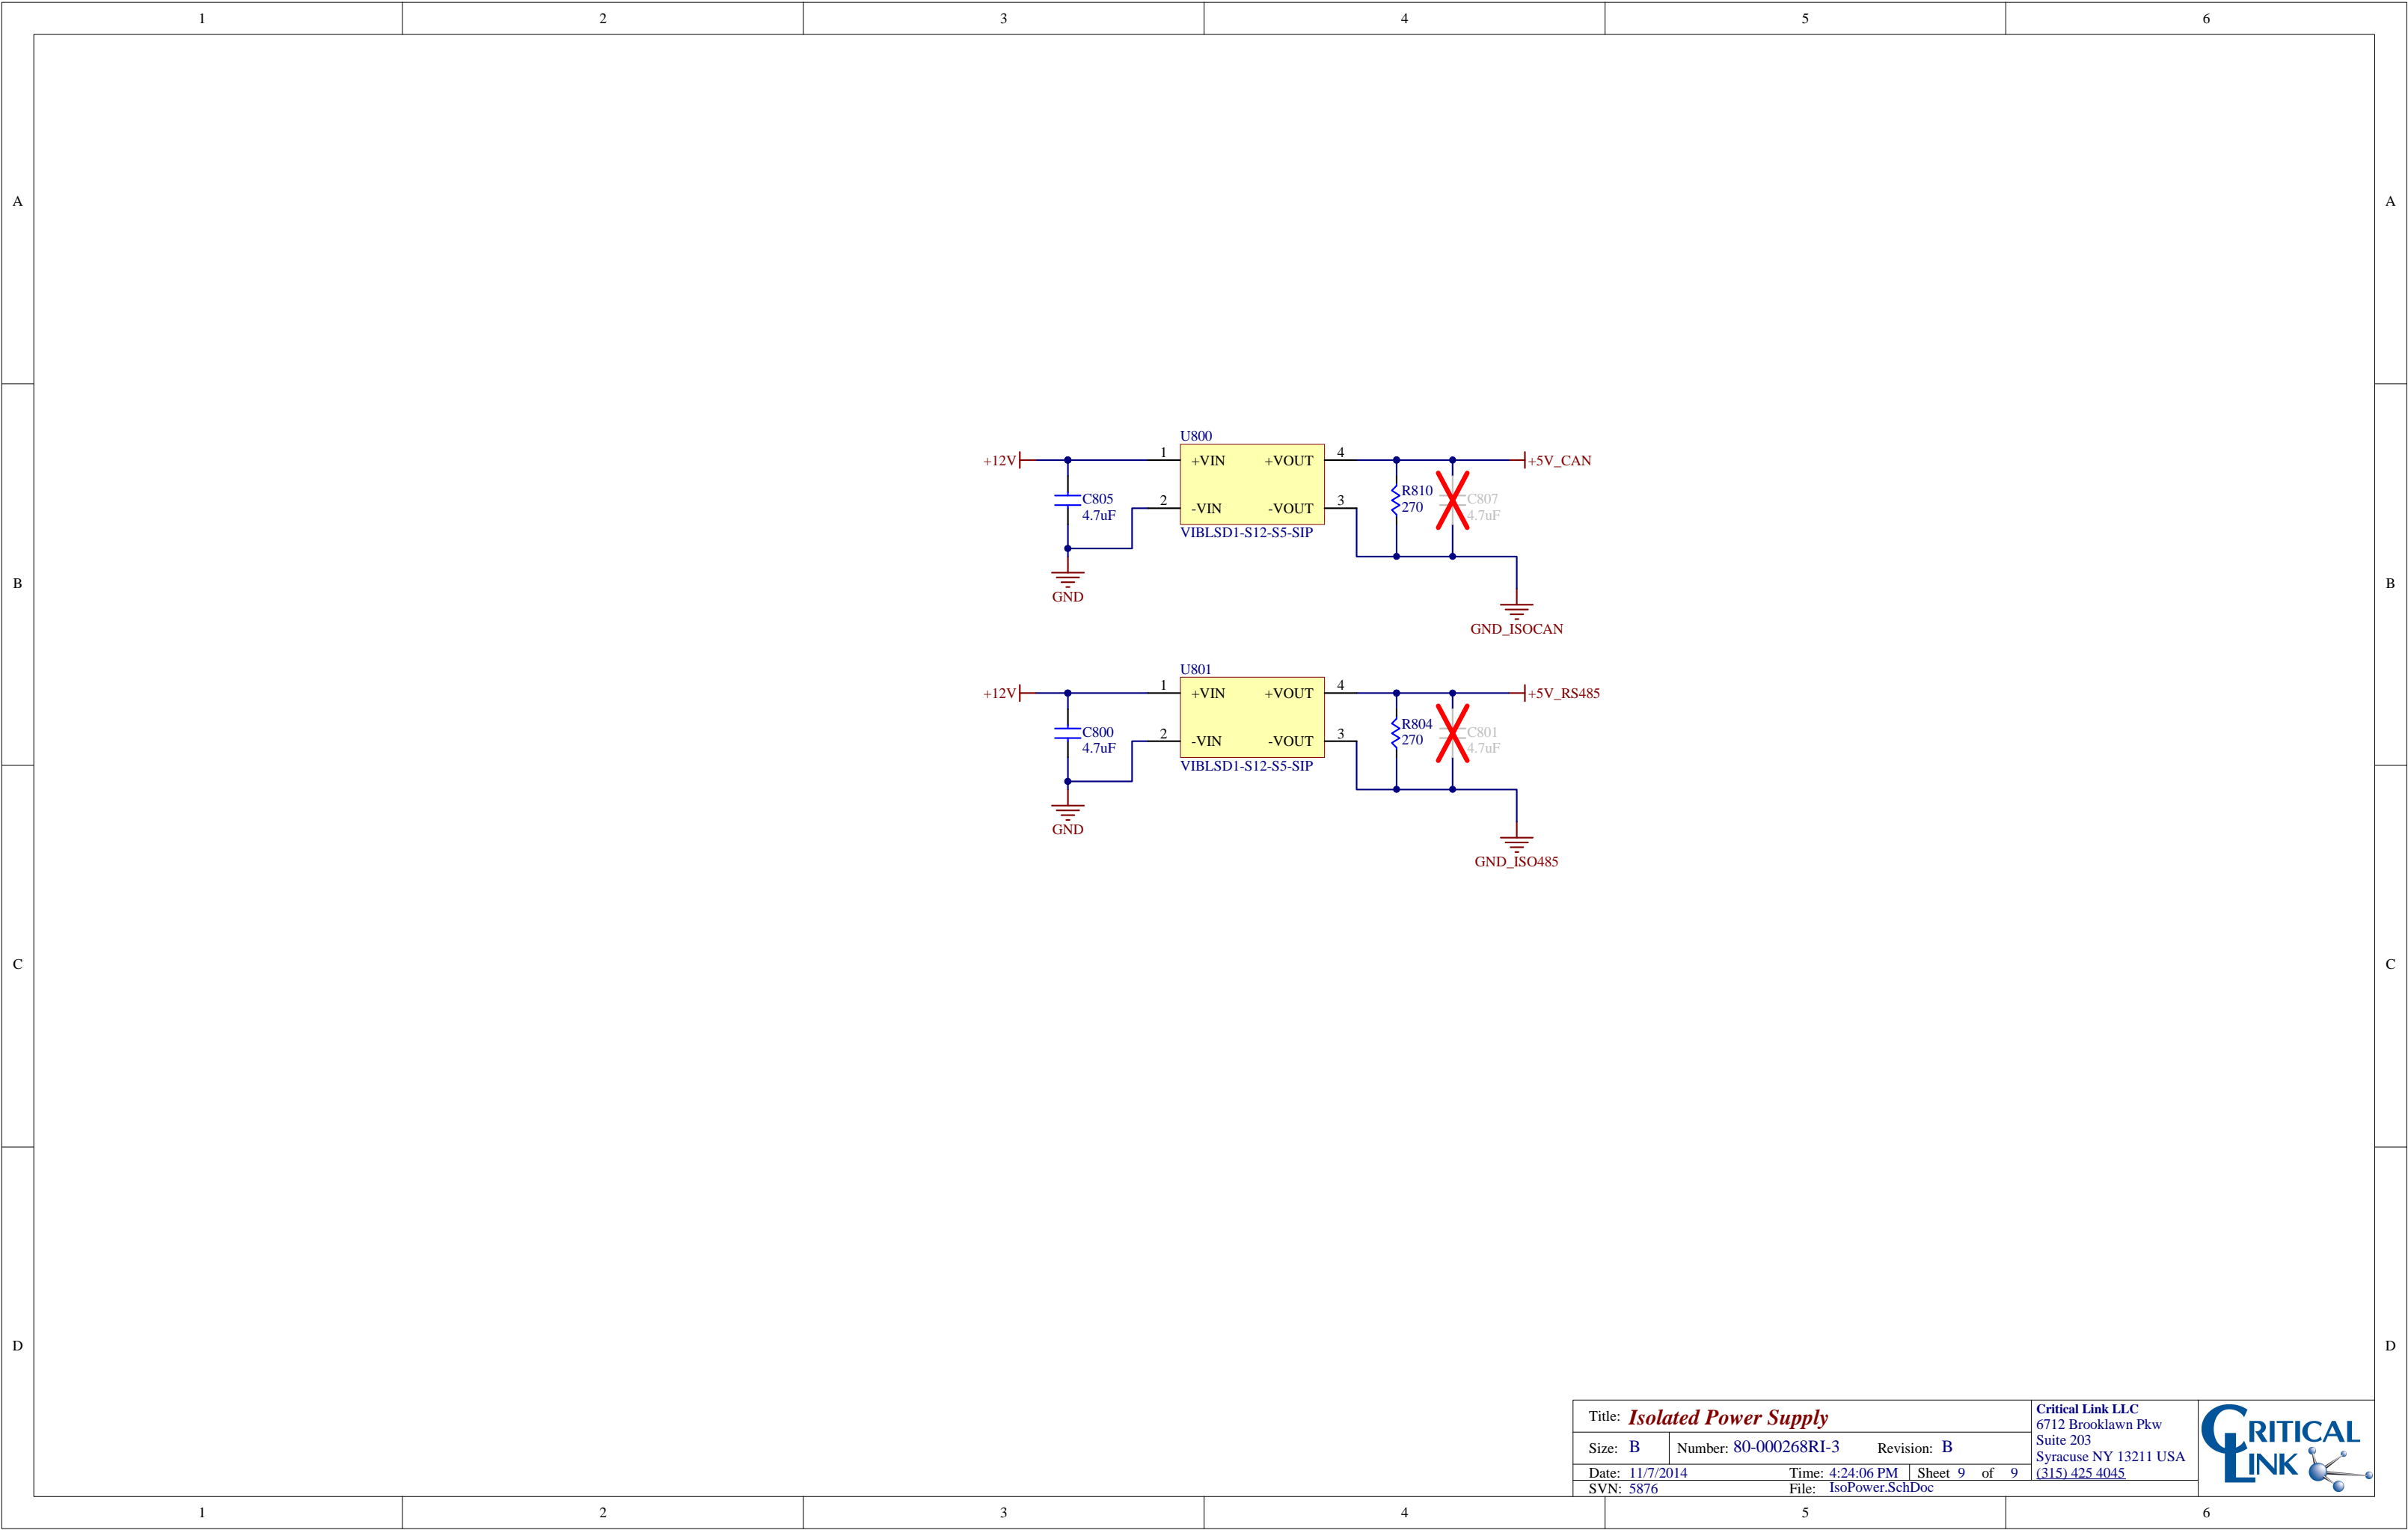 1 2 3 4 5 6
A A
U800
+12V 1 +VIN +VOUT 4 +5V_CAN
C805 R810 C807
4.7uF 2 -VIN -VOUT 3 270 4.7uF
VIBLSD1-S12-S5-SIP
B B
GND
GND_ISOCAN
U801
+12V 1 +VIN +VOUT 4 +5V_RS485
C800 R804 C801
4.7uF 2 -VIN -VOUT 3 270 4.7uF
VIBLSD1-S12-S5-SIP
GND
GND_ISO485
C C
D D
Title: Isolated Power Supply
Size: B Number: 80-000268RI-3 Revision: B
Date: 11/7/2014 Time: 4:24:06 PM Sheet 9 of 9
SVN: 5876 File: IsoPower.SchDoc
Critical Link LLC
6712 Brooklawn Pkw
Suite 203
Syracuse NY 13211 USA
(315) 425 4045
CRITICAL
LINK
1 2 3 4 5 6